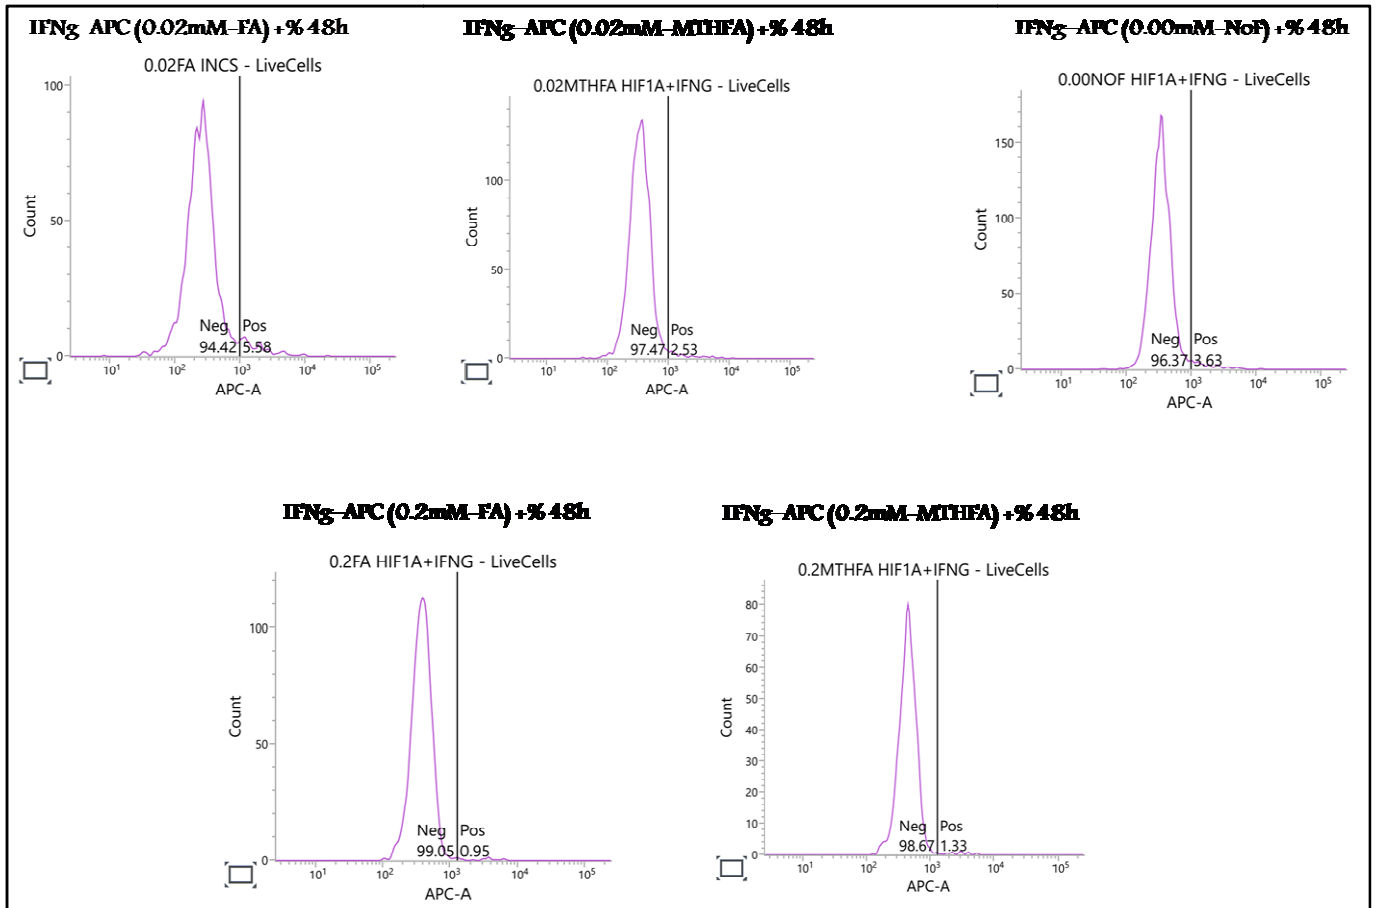 IFNg APC (0.02mM-FA) +% 48h
0.02FA INCS - LiveCells
100
50
0
Count
Neg Pos
94.42 5.58
10¹ 10² 10³ 10⁴ 10⁵
APC-A
IFNg-APC (0.02mM-MTHFA) +% 48h
0.02MTHFA HIF1A+IFNG - LiveCells
100
50
0
Count
Neg Pos
97.47 2.53
10¹ 10² 10³ 10⁴ 10⁵
APC-A
IFNg-APC (0.00mM-NoF) +% 48h
0.00NOF HIF1A+IFNG - LiveCells
150
100
50
0
Count
Neg Pos
96.37 3.63
10¹ 10² 10³ 10⁴ 10⁵
APC-A
IFNg-APC (0.2mM-FA) +% 48h
0.2FA HIF1A+IFNG - LiveCells
100
50
0
Count
Neg Pos
99.05 0.95
10¹ 10² 10³ 10⁴ 10⁵
APC-A
IFNg-APC (0.2mM-MTHFA) +% 48h
0.2MTHFA HIF1A+IFNG - LiveCells
80
70
60
50
40
30
20
10
0
Count
Neg Pos
98.67 1.33
10¹ 10² 10³ 10⁴ 10⁵
APC-A